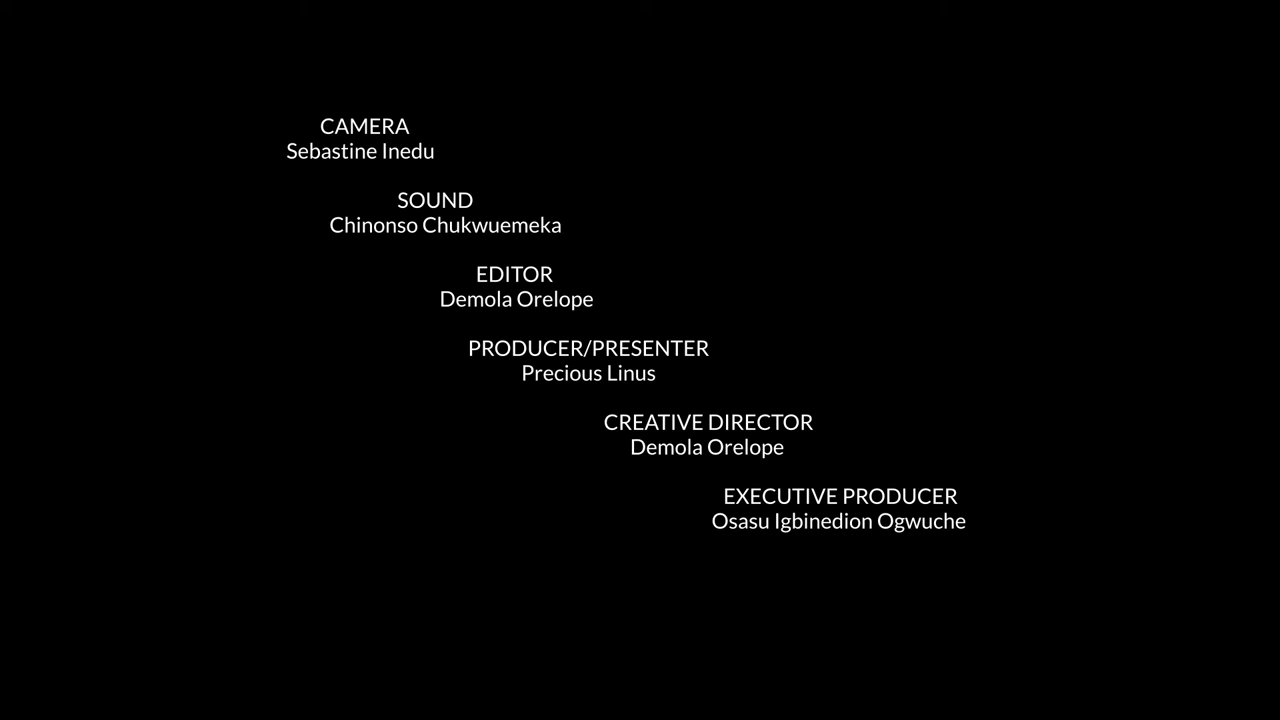 CAMERA
Sebastine Inedu
SOUND
Chinonso Chukwuemeka
EDITOR
Demola Orelope
PRODUCER/PRESENTER
Precious Linus
CREATIVE DIRECTOR
Demola Orelope
EXECUTIVE PRODUCER
Osasu Igbinedion Ogwuche